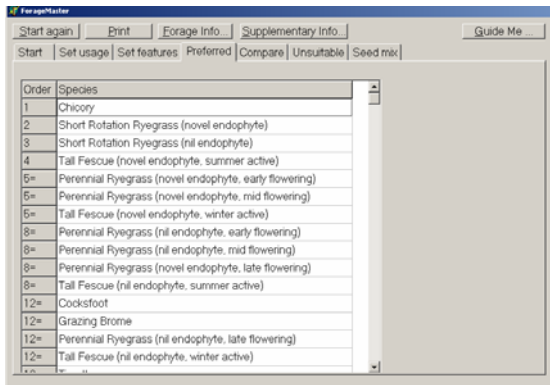 ForageMaster
Start again Print Forage Info... Supplementary Info... Guide Me ...
Start Set usage Set features Preferred Compare Unsuitable Seed mix
Order Species
1 Chicory
2 Short Rotation Ryegrass (novel endophyte)
3 Short Rotation Ryegrass (nil endophyte)
4 Tall Fescue (novel endophyte, summer active)
5= Perennial Ryegrass (novel endophyte, early flowering)
5= Perennial Ryegrass (novel endophyte, mid flowering)
5= Tall Fescue (novel endophyte, winter active)
8= Perennial Ryegrass (nil endophyte, early flowering)
8= Perennial Ryegrass (nil endophyte, mid flowering)
8= Perennial Ryegrass (novel endophyte, late flowering)
8= Tall Fescue (nil endophyte, summer active)
12= Cocksfoot
12= Grazing Brome
12= Perennial Ryegrass (nil endophyte, late flowering)
12= Tall Fescue (nil endophyte, winter active)